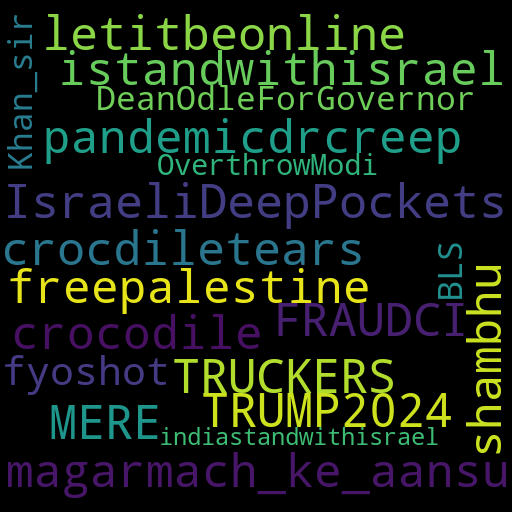 letitbeonline
Khan_sir
istandwithisrael
DeanOdleForGovernor
pandemicdrcreep
OverthrowModi
IsraeliDeepPockets
crocdiletears
BLS
freepalestine
shambhu
FRAUDCI
crocodile
fyoshot
TRUCKERS
TRUMP2024
MERE
indiastandwithisrael
magarmach_ke_aansu